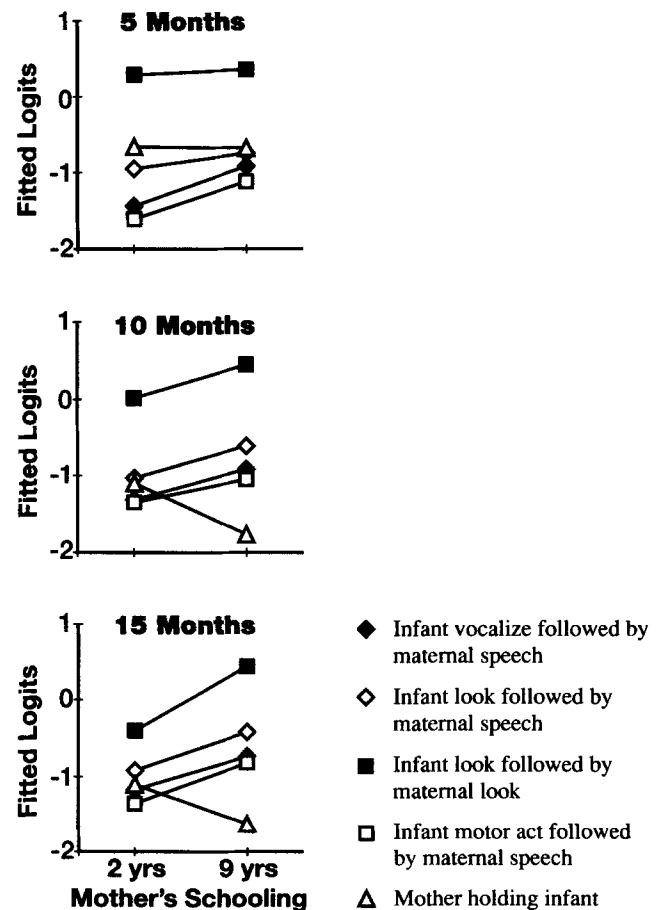 5 Months
1
0
-1
-2
Fitted Logits
10 Months
1
0
-1
-2
Fitted Logits
15 Months
1
0
-1
-2
Fitted Logits
2 yrs 9 yrs
Mother's Schooling
Infant vocalize followed by
maternal speech
Infant look followed by
maternal speech
Infant look followed by
maternal look
Infant motor act followed
by maternal speech
Mother holding infant